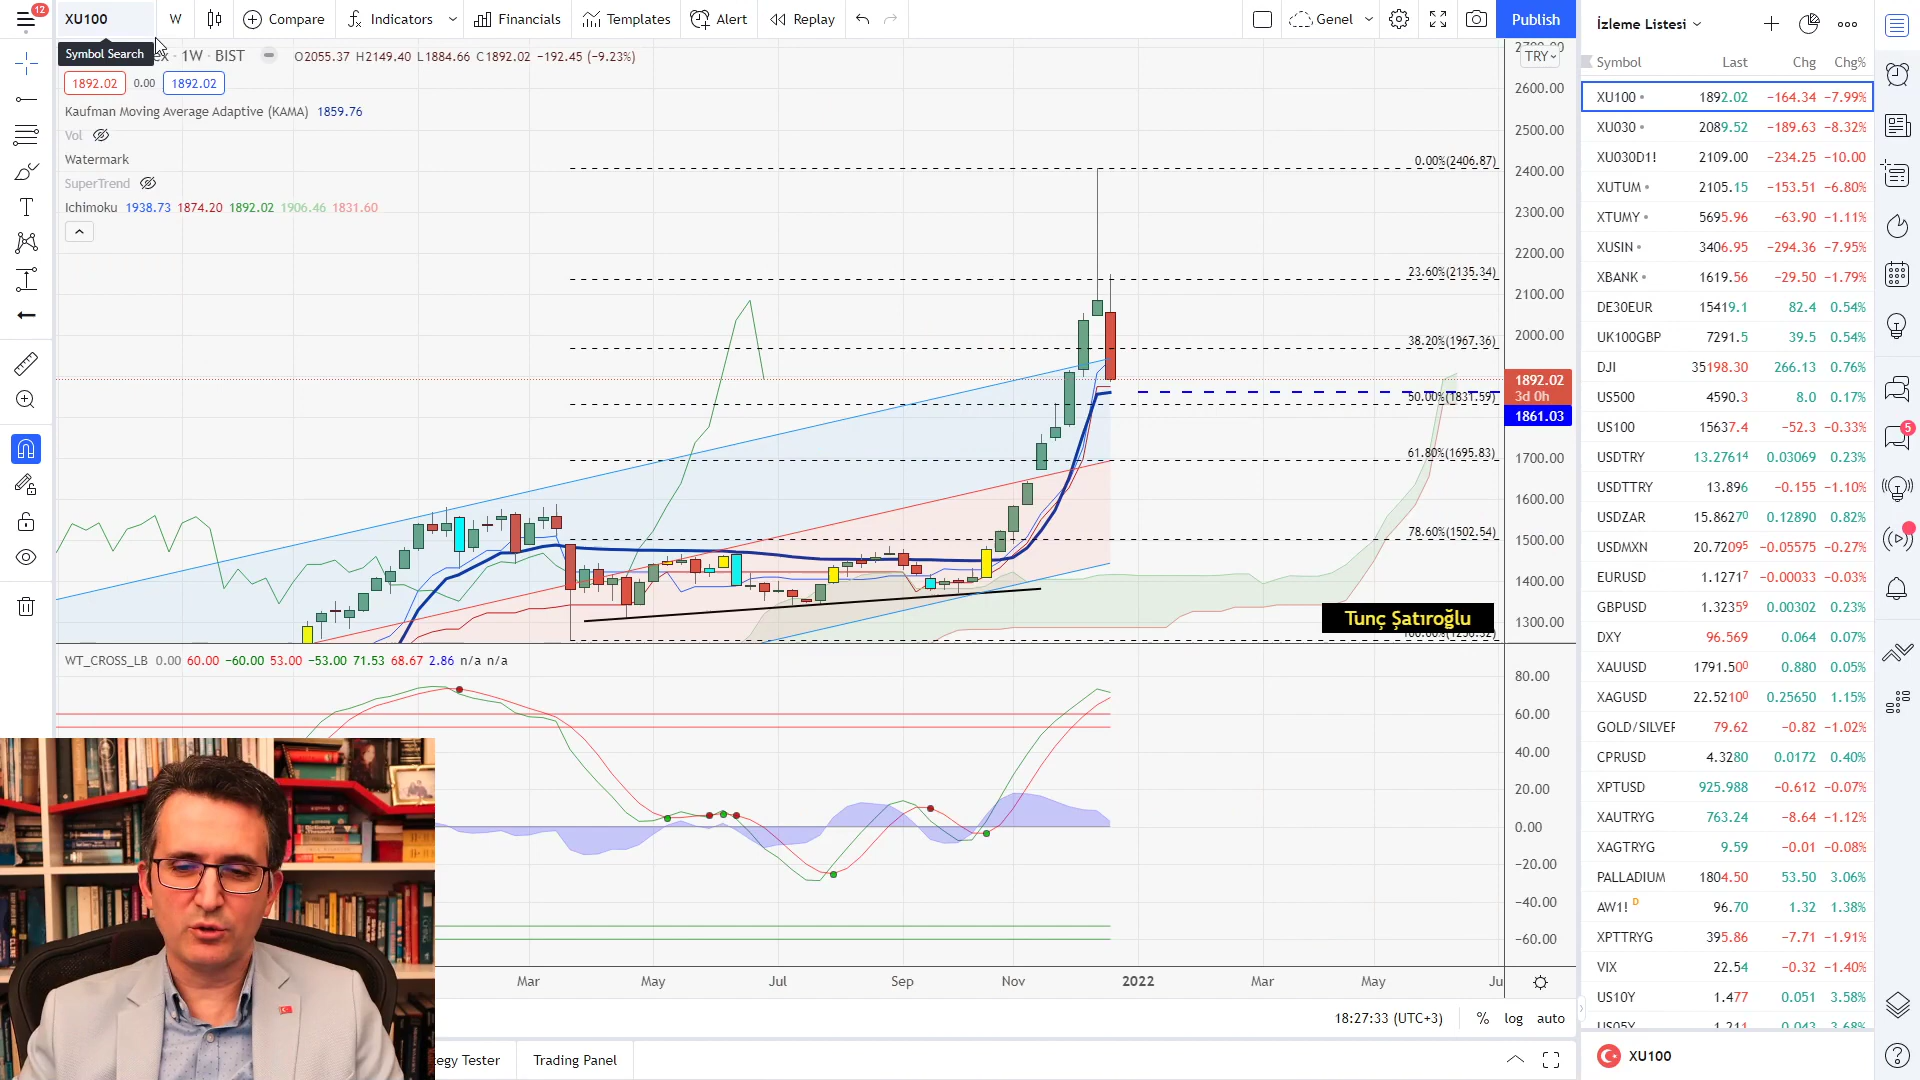 12 XU100 W Compare Indicators Financials Templates Alert Replay Genel Publish
Symbol Search
ex · 1W · BIST O2055.37 H2149.40 L1884.66 C1892.02 −192.45 (−9.23%)
1892.02 0.00 1892.02
Kaufman Moving Average Adaptive (KAMA) 1859.76
Vol
Watermark
SuperTrend
Ichimoku 1938.73 1874.20 1892.02 1906.46 1831.60
0.00%(2406.87)
23.60%(2135.34)
38.20%(1967.36)
50.00%(1831.59)
61.80%(1695.83)
78.60%(1502.54)
Tunç Şatıroğlu
TRY
2600.00
2500.00
2400.00
2300.00
2200.00
2100.00
2000.00
1892.02
3d 0h
1861.03
1700.00
1600.00
1500.00
1400.00
1300.00
WT_CROSS_LB 0.00 60.00 −60.00 53.00 −53.00 71.53 68.67 2.86 n/a n/a
80.00
60.00
40.00
20.00
0.00
−20.00
−40.00
−60.00
Mar May Jul Sep Nov 2022 Mar May Ju
18:27:33 (UTC+3) % log auto
egy Tester Trading Panel
İzleme Listesi
Symbol Last Chg Chg%
XU100 1892.02 −164.34 −7.99%
XU030 2089.52 −189.63 −8.32%
XU030D1! 2109.00 −234.25 −10.00
XUTUM 2105.15 −153.51 −6.80%
XTUMY 5695.96 −63.90 −1.11%
XUSIN 3406.95 −294.36 −7.95%
XBANK 1619.56 −29.50 −1.79%
DE30EUR 15419.1 82.4 0.54%
UK100GBP 7291.5 39.5 0.54%
DJI 35198.30 266.13 0.76%
US500 4590.3 8.0 0.17%
US100 15637.4 −52.3 −0.33%
USDTRY 13.27614 0.03069 0.23%
USDTTRY 13.896 −0.155 −1.10%
USDZAR 15.86270 0.12890 0.82%
USDMXN 20.72095 −0.05575 −0.27%
EURUSD 1.12717 −0.00033 −0.03%
GBPUSD 1.32359 0.00302 0.23%
DXY 96.569 0.064 0.07%
XAUUSD 1791.500 0.880 0.05%
XAGUSD 22.52100 0.25650 1.15%
GOLD/SILVER 79.62 −0.82 −1.02%
CPRUSD 4.3280 0.0172 0.40%
XPTUSD 925.988 −0.612 −0.07%
XAUTRYG 763.24 −8.64 −1.12%
XAGTRYG 9.59 −0.01 −0.08%
PALLADIUM 1804.50 53.50 3.06%
AW1! D 96.70 1.32 1.38%
XPTTRYG 395.86 −7.71 −1.91%
VIX 22.54 −0.32 −1.40%
US10Y 1.477 0.051 3.58%
US05Y 1.211 0.043 3.68%
XU100
5